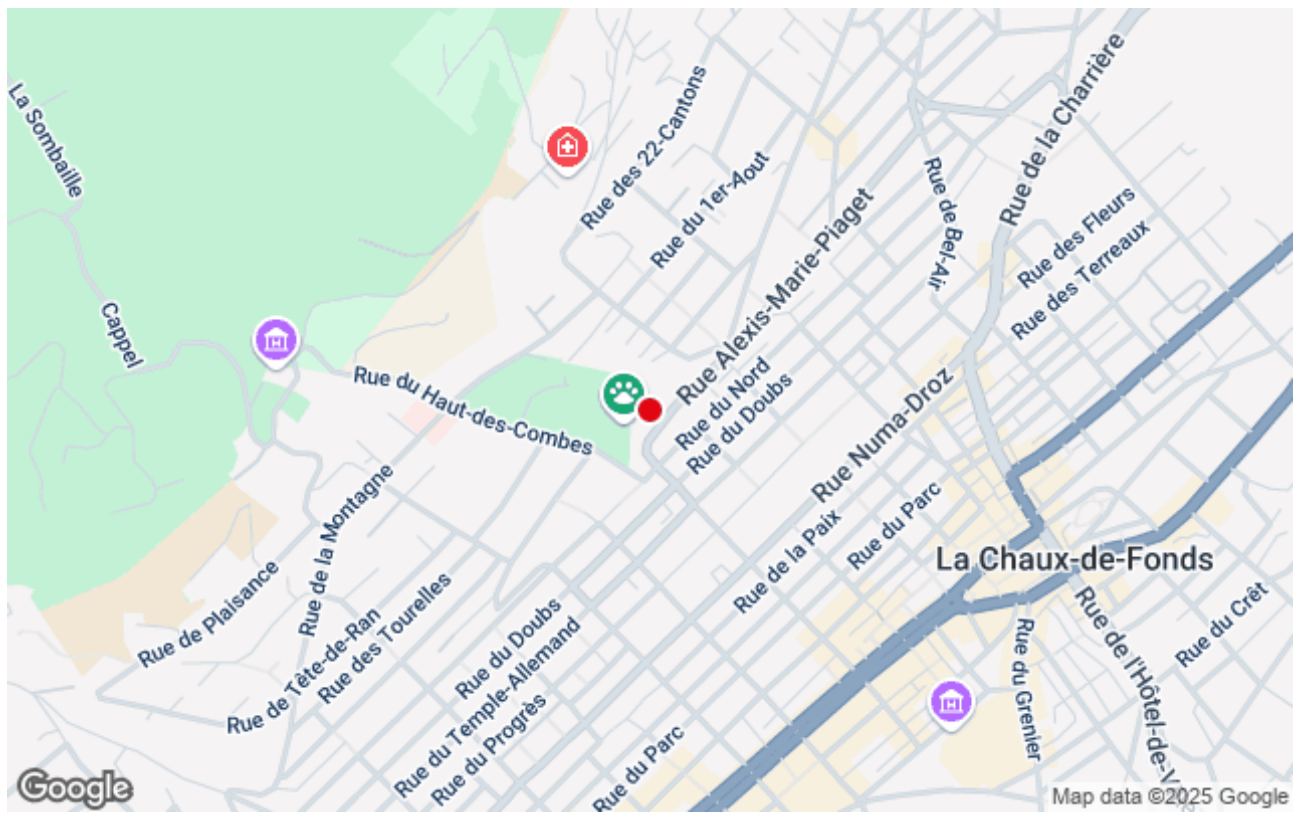 La Sombaille
Cappel
Rue des 22-Cantons
Rue du 1er-Aout
Rue Alexis-Marie-Piaget
Rue de Bel-Air
Rue de la Charrière
Rue des Fleurs
Rue des Terreaux
Rue du Haut-des-Combes
Rue du Nord
Rue du Doubs
Rue Numa-Droz
Rue du Parc
Rue de la Paix
La Chaux-de-Fonds
Rue de la Montagne
Rue de Plaisance
Rue de Tête-de-Ran
Rue des Tourelles
Rue du Doubs
Rue du Temple-Allemand
Rue du Progrès
Rue du Parc
Rue du Grenier
Rue de l'Hôtel-de-V
Rue du Crêt
Google
Map data ©2025 Google